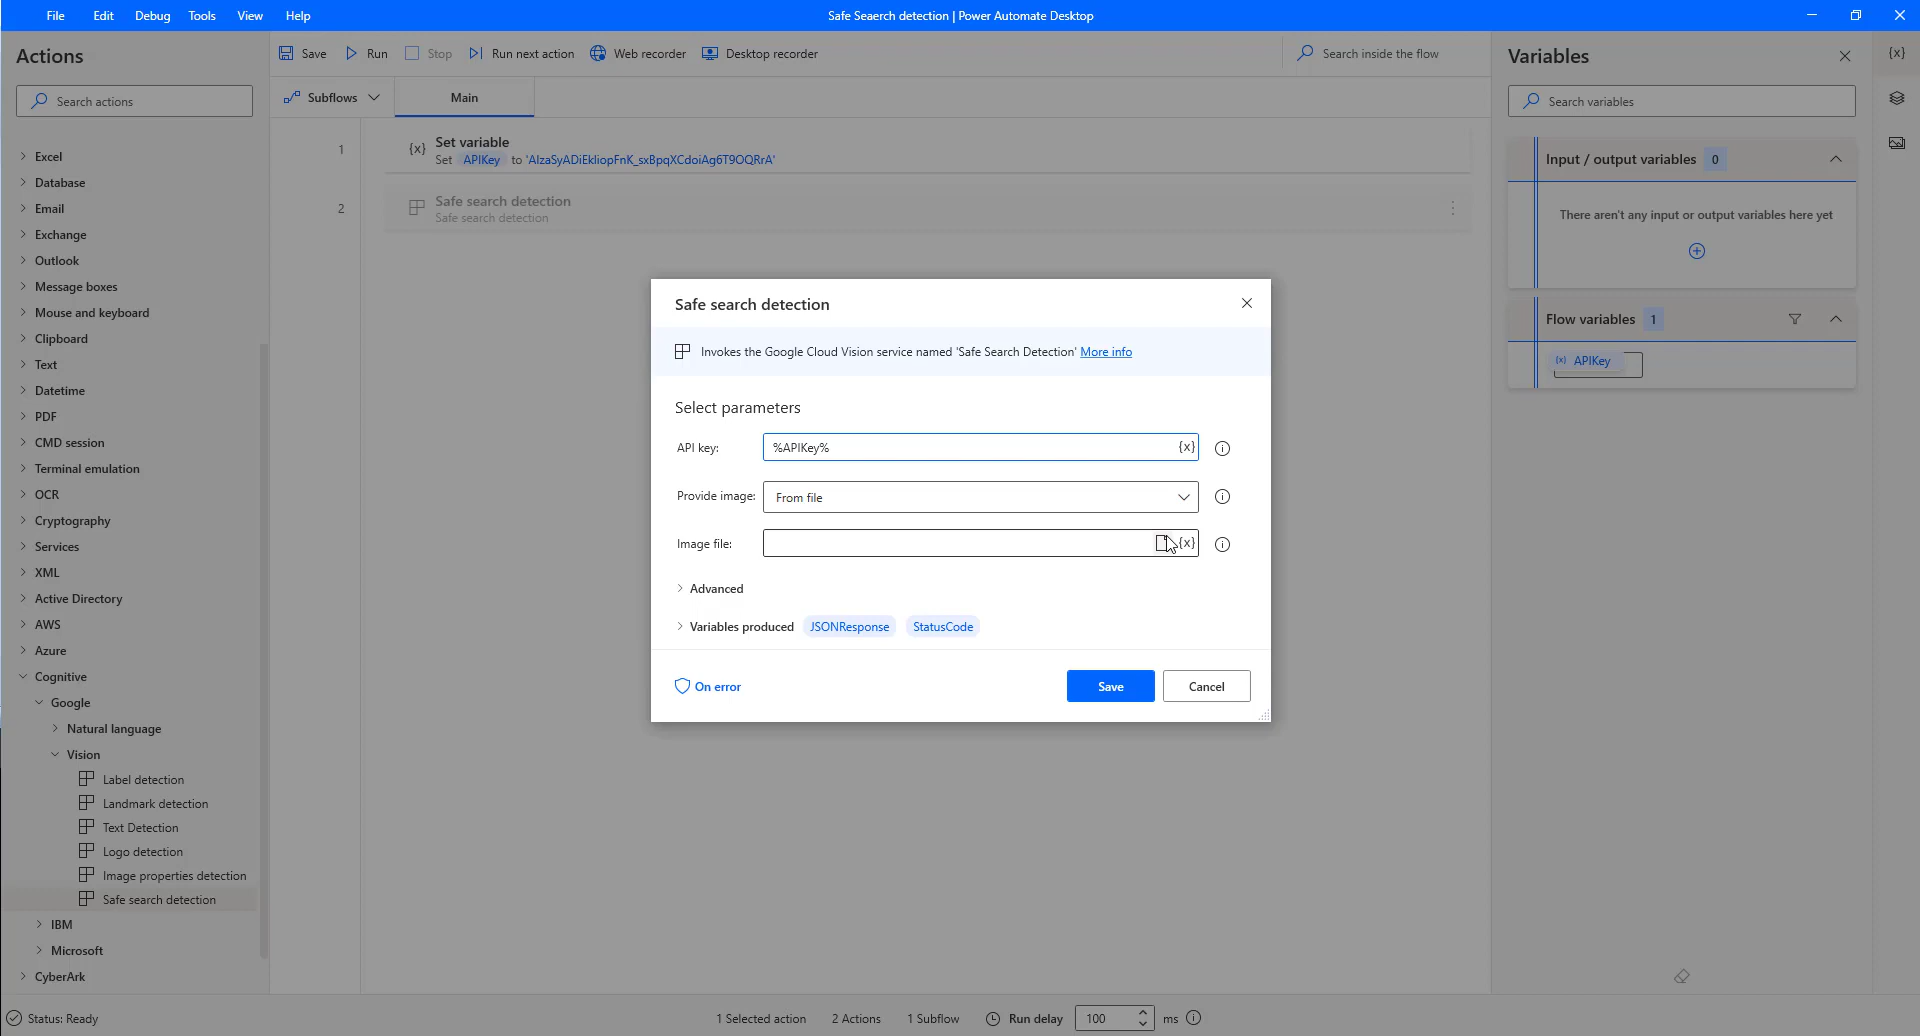 File Edit Debug Tools View Help
Safe Seaerch detection | Power Automate Desktop
Actions
Search actions
Excel
Database
Email
Exchange
Outlook
Message boxes
Mouse and keyboard
Clipboard
Text
Datetime
PDF
CMD session
Terminal emulation
OCR
Cryptography
Services
XML
Active Directory
AWS
Azure
Cognitive
Google
Natural language
Vision
Label detection
Landmark detection
Text Detection
Logo detection
Image properties detection
Safe search detection
IBM
Microsoft
CyberArk
Save Run Stop Run next action Web recorder Desktop recorder
Search inside the flow
Subflows Main
1
{x} Set variable
Set APIKey to 'AIzaSyADiEkliopFnK_sxBpqXCdoiAg6T9OQRrA'
2
Safe search detection
Safe search detection
Safe search detection
Invokes the Google Cloud Vision service named 'Safe Search Detection' More info
Select parameters
API key: %APIKey% {x}
Provide image: From file
Image file: {x}
Advanced
Variables produced JSONResponse StatusCode
On error Save Cancel
Variables
{x}
Search variables
Input / output variables 0
There aren't any input or output variables here yet
Flow variables 1
{x} APIKey
Status: Ready 1 Selected action 2 Actions 1 Subflow Run delay 100 ms